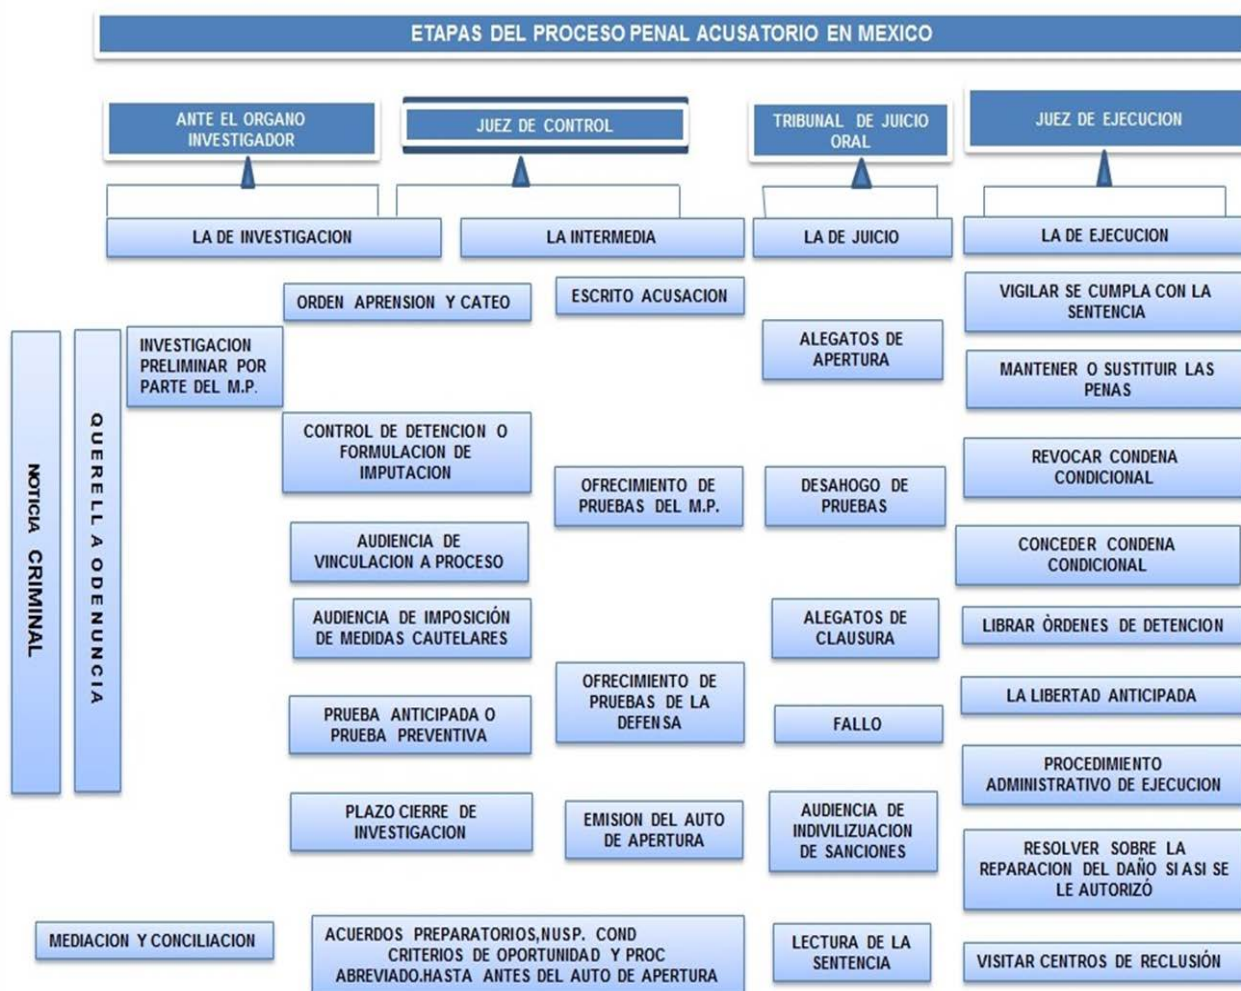 ETAPAS DEL PROCESO PENAL ACUSATORIO EN MEXICO
ANTE EL ORGANO
INVESTIGADOR
JUEZ DE CONTROL
TRIBUNAL DE JUICIO
ORAL
JUEZ DE EJECUCION
LA DE INVESTIGACION
LA INTERMEDIA
LA DE JUICIO
LA DE EJECUCION
NOTICIA CRIMINAL
QUERELLA ODENUNCIA
INVESTIGACION
PRELIMINAR POR
PARTE DEL M.P.
ORDEN APRENSION Y CATEO
CONTROL DE DETENCION O
FORMULACION DE
IMPUTACION
AUDIENCIA DE
VINCULACION A PROCESO
AUDIENCIA DE IMPOSICIÓN
DE MEDIDAS CAUTELARES
PRUEBA ANTICIPADA O
PRUEBA PREVENTIVA
PLAZO CIERRE DE
INVESTIGACION
ESCRITO ACUSACION
OFRECIMIENTO DE
PRUEBAS DEL M.P.
OFRECIMIENTO DE
PRUEBAS DE LA
DEFENSA
EMISION DEL AUTO
DE APERTURA
ALEGATOS DE
APERTURA
DESAHOGO DE
PRUEBAS
ALEGATOS DE
CLAUSURA
FALLO
AUDIENCIA DE
INDIVILIZUACION
DE SANCIONES
LECTURA DE LA
SENTENCIA
VIGILAR SE CUMPLA CON LA
SENTENCIA
MANTENER O SUSTITUIR LAS
PENAS
REVOCAR CONDENA
CONDICIONAL
CONCEDER CONDENA
CONDICIONAL
LIBRAR ÒRDENES DE DETENCION
LA LIBERTAD ANTICIPADA
PROCEDIMIENTO
ADMINISTRATIVO DE EJECUCION
RESOLVER SOBRE LA
REPARACION DEL DAÑO SI ASI SE
LE AUTORIZÓ
VISITAR CENTROS DE RECLUSIÓN
MEDIACION Y CONCILIACION
ACUERDOS PREPARATORIOS,NUSP. COND
CRITERIOS DE OPORTUNIDAD Y PROC
ABREVIADO.HASTA ANTES DEL AUTO DE APERTURA